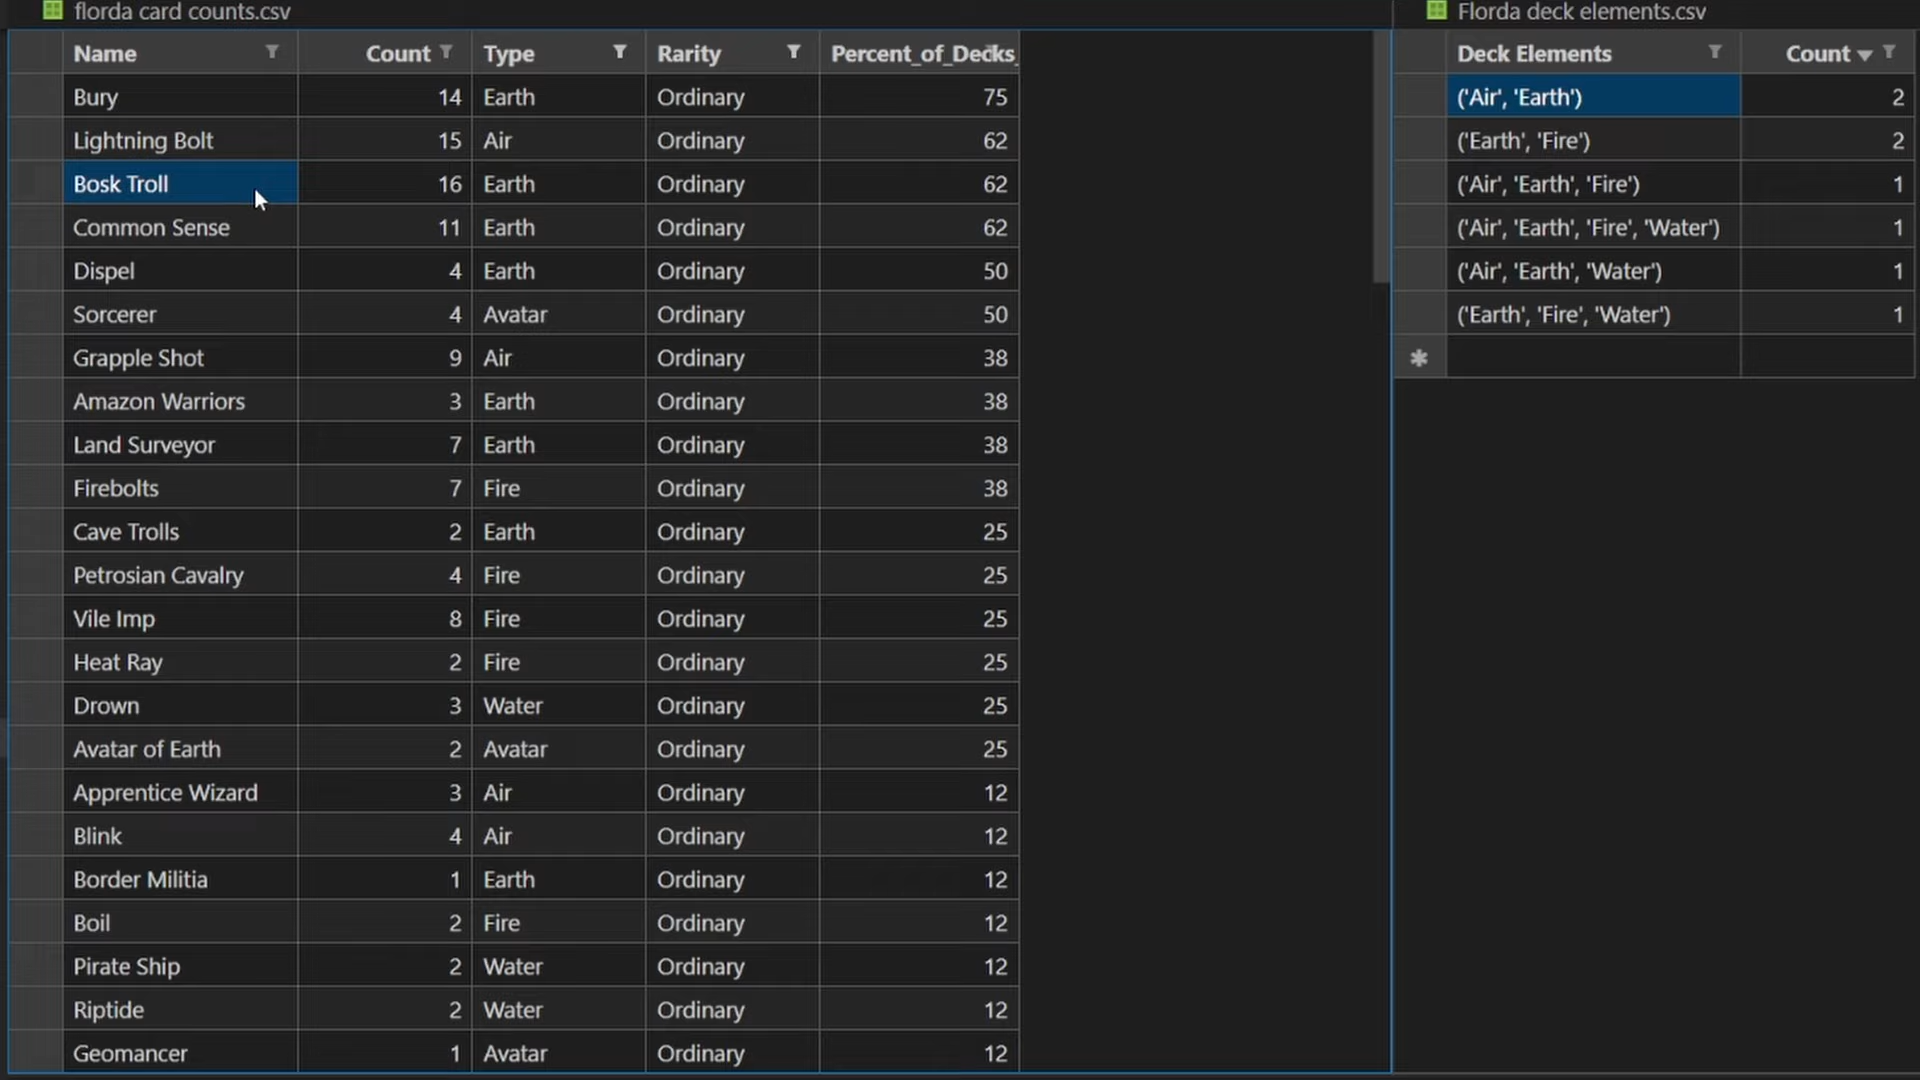 florda card counts.csv
Name Count Type Rarity Percent_of_Decks_
Bury 14 Earth Ordinary 75
Lightning Bolt 15 Air Ordinary 62
Bosk Troll 16 Earth Ordinary 62
Common Sense 11 Earth Ordinary 62
Dispel 4 Earth Ordinary 50
Sorcerer 4 Avatar Ordinary 50
Grapple Shot 9 Air Ordinary 38
Amazon Warriors 3 Earth Ordinary 38
Land Surveyor 7 Earth Ordinary 38
Firebolts 7 Fire Ordinary 38
Cave Trolls 2 Earth Ordinary 25
Petrosian Cavalry 4 Fire Ordinary 25
Vile Imp 8 Fire Ordinary 25
Heat Ray 2 Fire Ordinary 25
Drown 3 Water Ordinary 25
Avatar of Earth 2 Avatar Ordinary 25
Apprentice Wizard 3 Air Ordinary 12
Blink 4 Air Ordinary 12
Border Militia 1 Earth Ordinary 12
Boil 2 Fire Ordinary 12
Pirate Ship 2 Water Ordinary 12
Riptide 2 Water Ordinary 12
Geomancer 1 Avatar Ordinary 12
Florda deck elements.csv
Deck Elements Count
('Air', 'Earth') 2
('Earth', 'Fire') 2
('Air', 'Earth', 'Fire') 1
('Air', 'Earth', 'Fire', 'Water') 1
('Air', 'Earth', 'Water') 1
('Earth', 'Fire', 'Water') 1